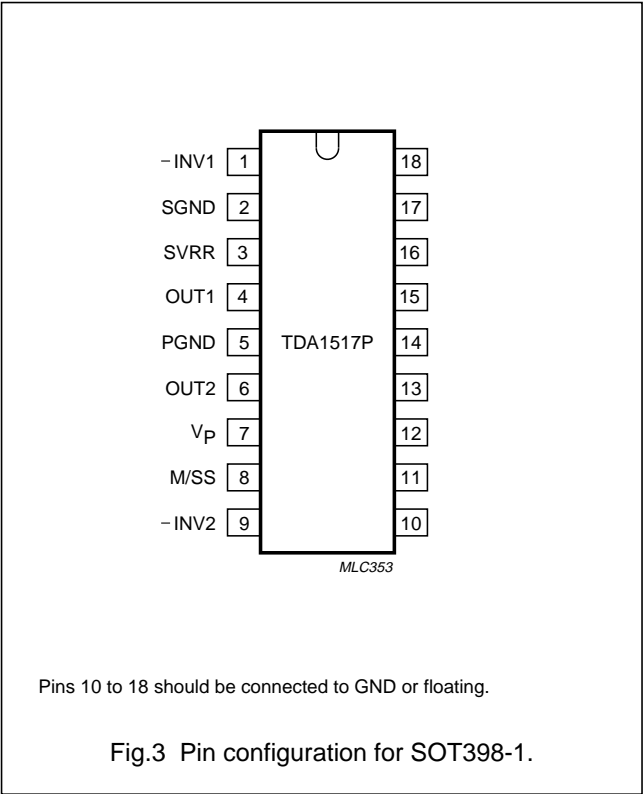 −INV1 1 18
SGND 2 17
SVRR 3 16
OUT1 4 15
PGND 5 TDA1517P 14
OUT2 6 13
VP 7 12
M/SS 8 11
−INV2 9 10
MLC353
Pins 10 to 18 should be connected to GND or floating.
Fig.3 Pin configuration for SOT398-1.